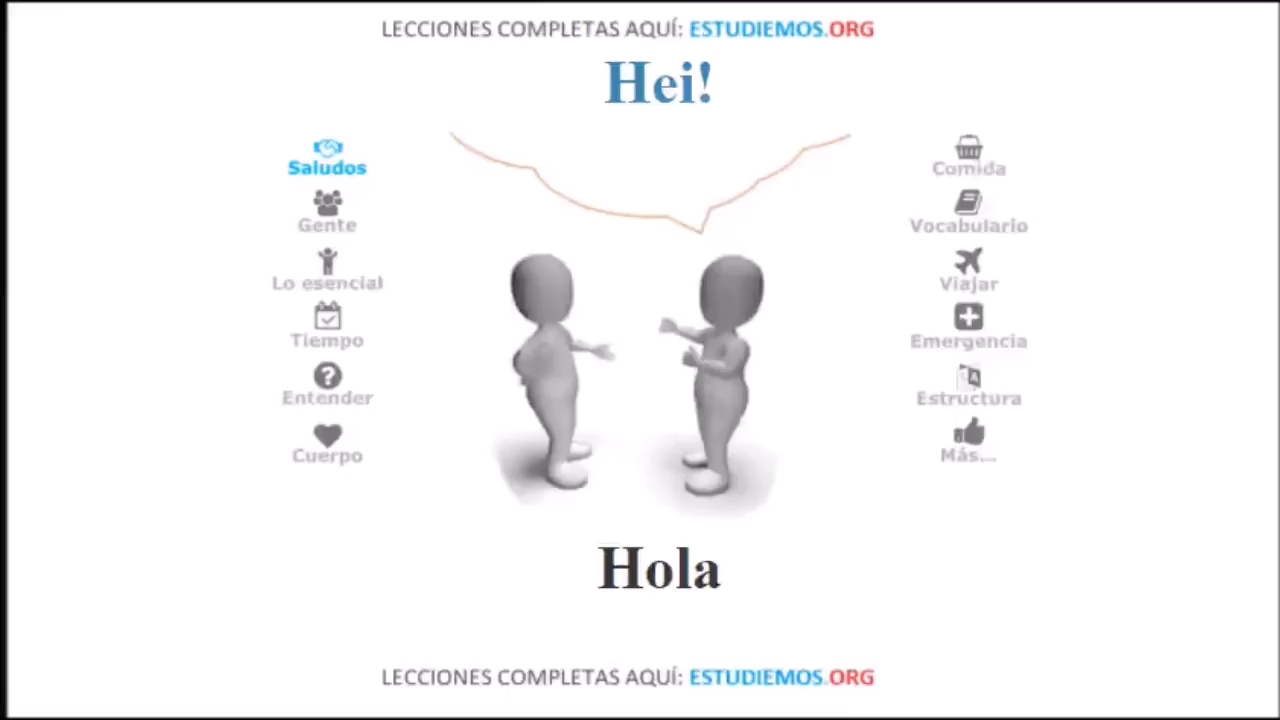 LECCIONES COMPLETAS AQUÍ: ESTUDIEMOS.ORG
Hei!
Saludos
Gente
Lo esencial
Tiempo
Entender
Cuerpo
Comida
Vocabulario
Viajar
Emergencia
Estructura
Más...
Hola
LECCIONES COMPLETAS AQUÍ: ESTUDIEMOS.ORG